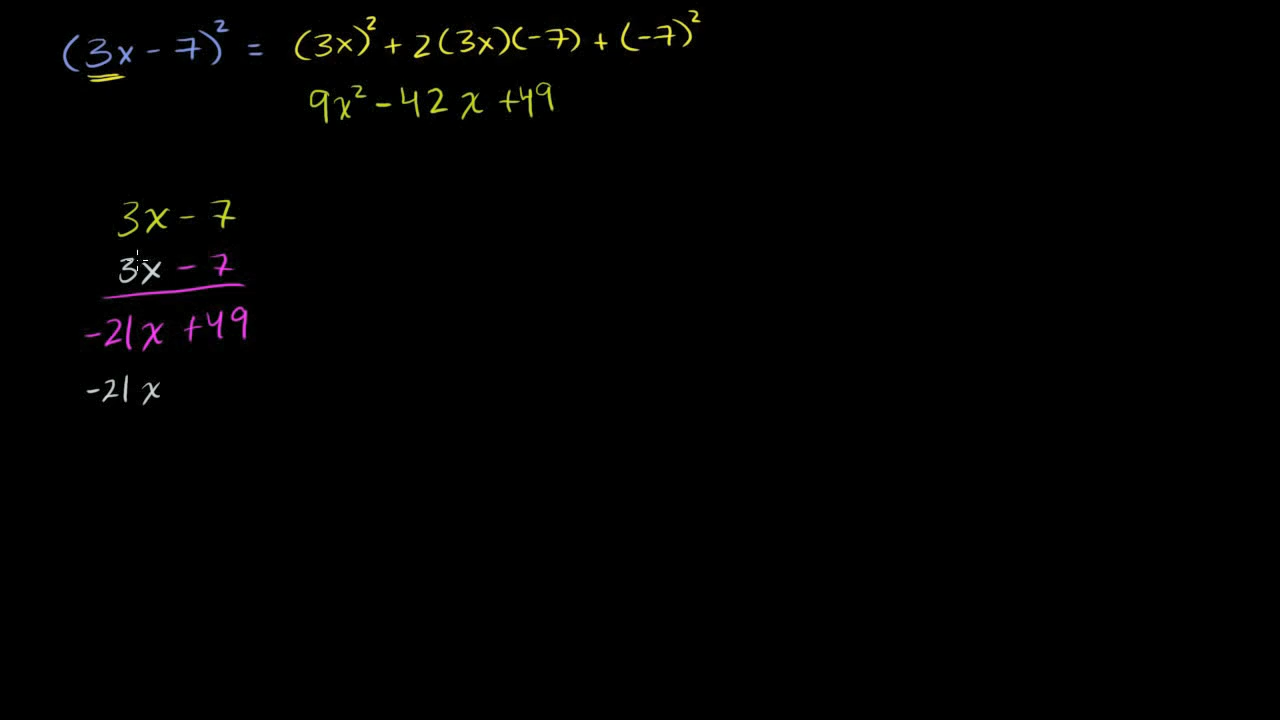 (3x - 7)² = (3x)² + 2(3x)(-7) + (-7)²
9x² - 42x + 49
3x - 7
3x - 7
-21x + 49
-21x